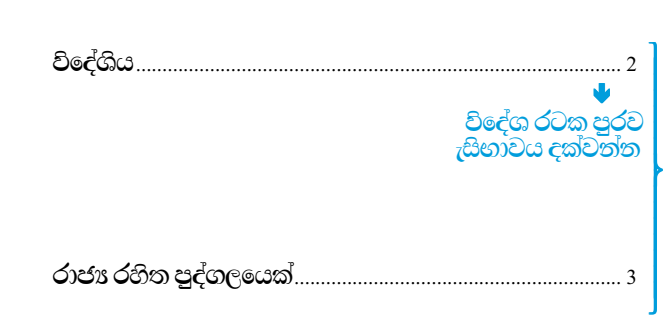 විදේශිය............................................................................................ 2
විදේශ රටක පුරව
ැසිභාවය දක්වන්න
රාජ්‍ය රහිත පුද්ගලයෙක්.............................................................. 3